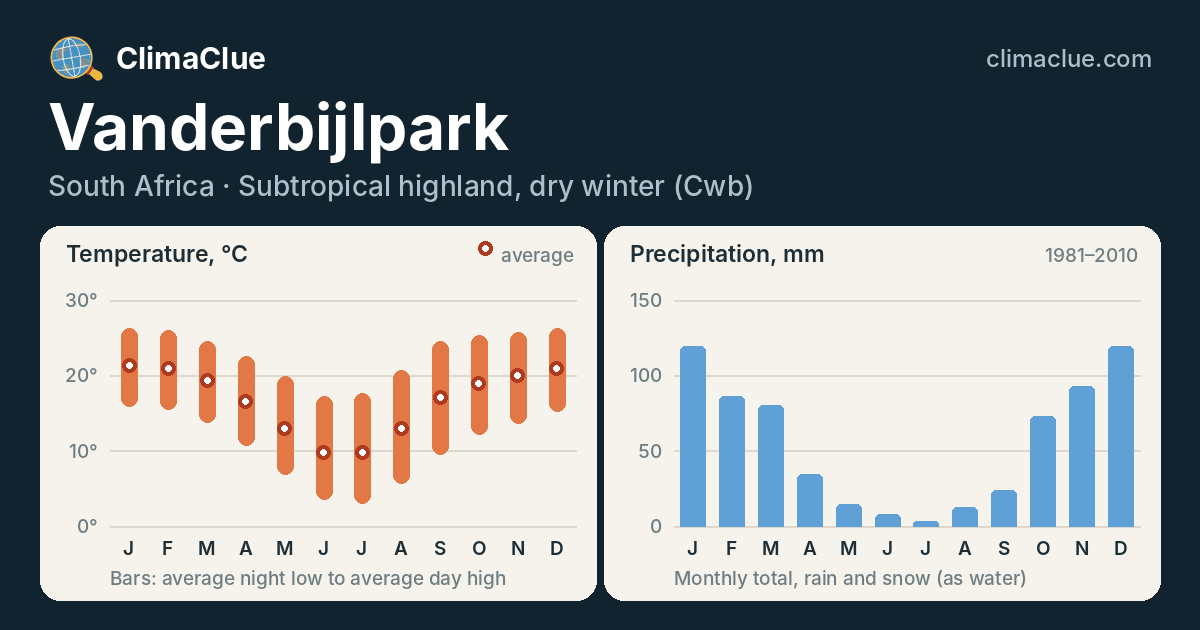 ClimaClue
climaclue.com
Vanderbijlpark
South Africa · Subtropical highland, dry winter (Cwb)
Temperature, °C
average
30°
20°
10°
0°
J F M A M J J A S O N D
Bars: average night low to average day high
Precipitation, mm
1981–2010
150
100
50
0
J F M A M J J A S O N D
Monthly total, rain and snow (as water)